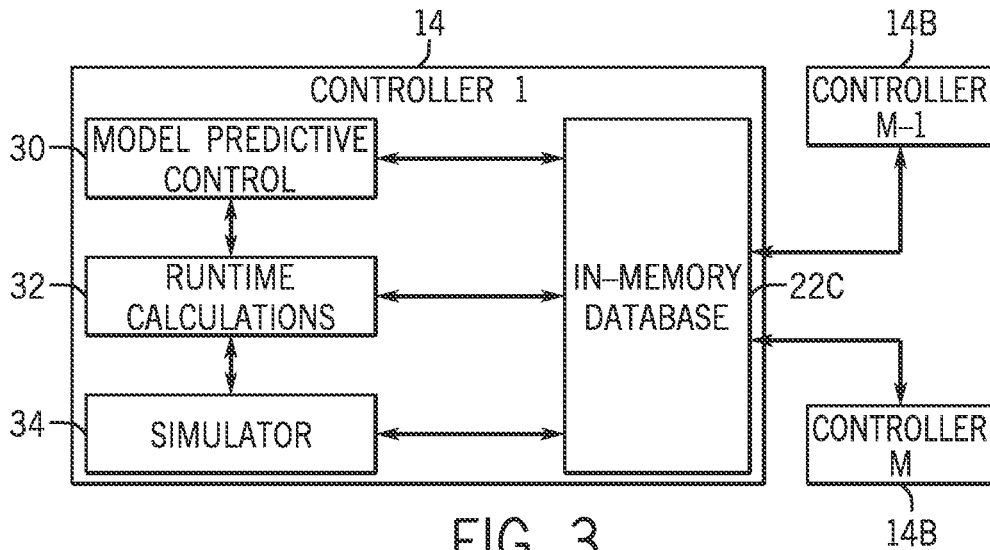 14
14B
CONTROLLER 1
CONTROLLER
M-1
30
MODEL PREDICTIVE
CONTROL
32
RUNTIME
CALCULATIONS
IN-MEMORY
DATABASE
22C
34
SIMULATOR
CONTROLLER
M
14B
FIG. 3